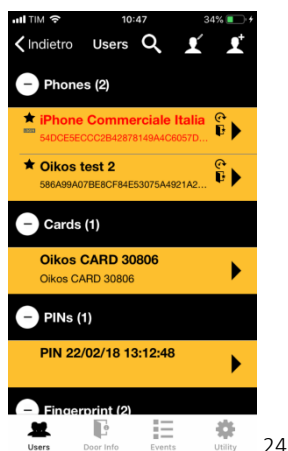 TIM 10:47 34%
Indietro Users
Phones (2)
iPhone Commerciale Italia
54DCE5ECCC2B42878149A4C6057D...
Oikos test 2
586A99A07BE8CF84E53075A4921A2...
Cards (1)
Oikos CARD 30806
Oikos CARD 30806
PINs (1)
PIN 22/02/18 13:12:48
Fingerprint (2)
Users Door Info Events Utility
24